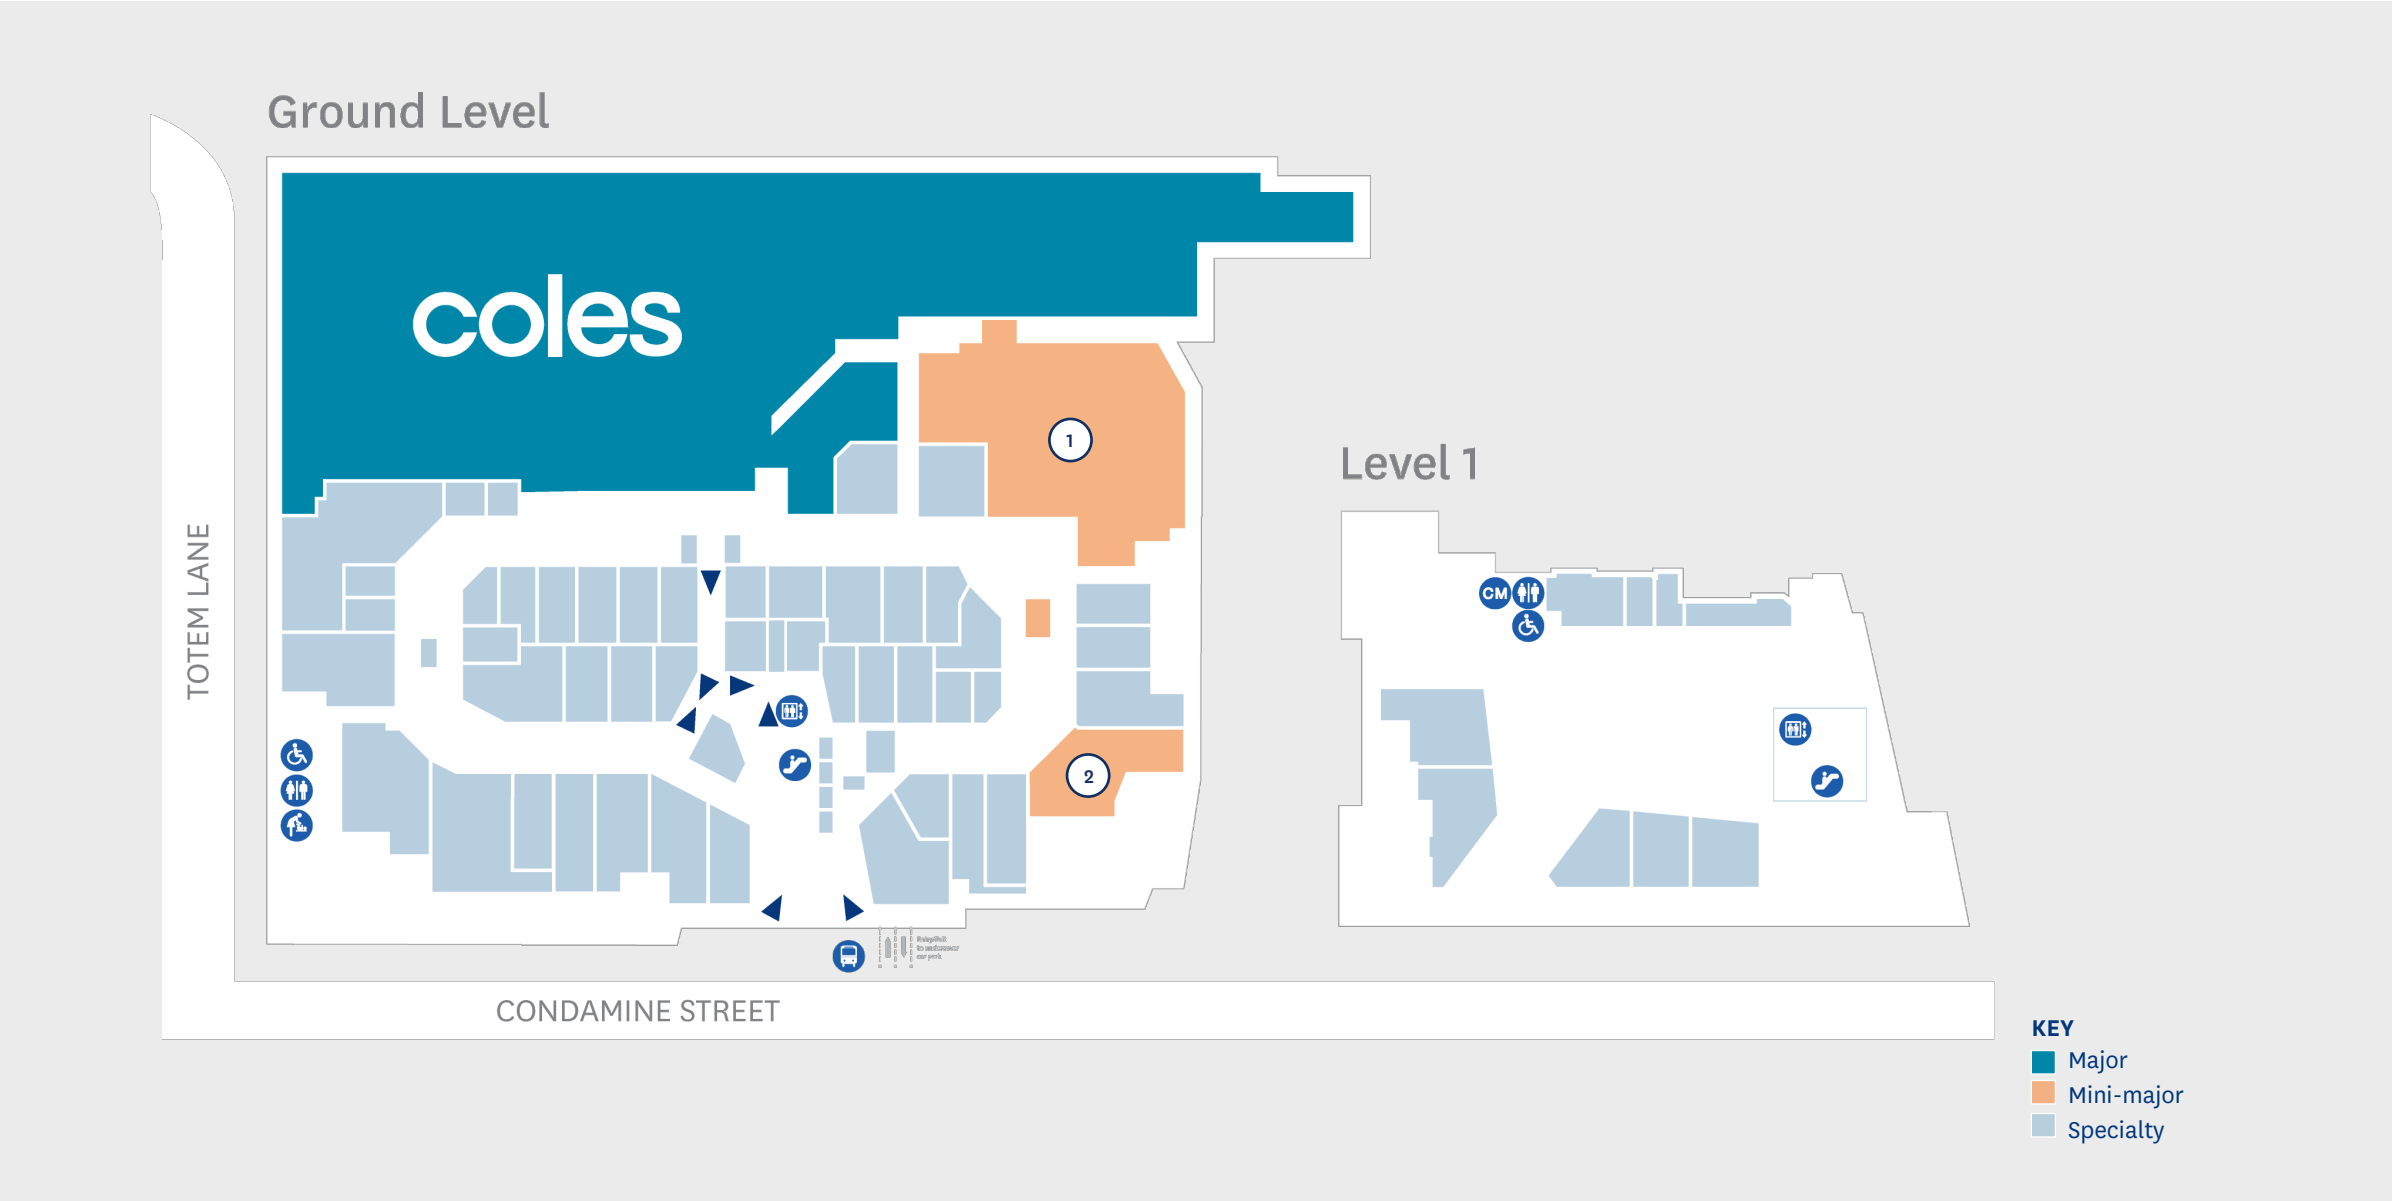 Ground Level
coles
1
Level 1
CM
TOTEM LANE
2
CONDAMINE STREET
KEY
Major
Mini-major
Specialty